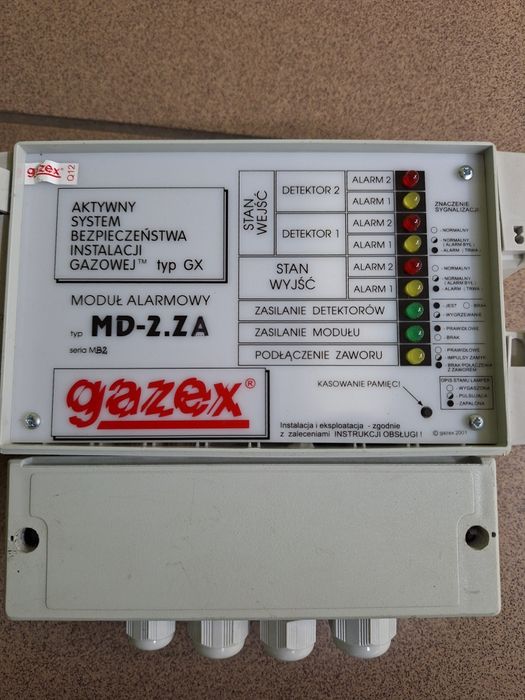 gazex
Q12
AKTYWNY
SYSTEM
BEZPIECZEŃSTWA
INSTALACJI
GAZOWEJ™ typ GX
MODUŁ ALARMOWY
typ MD-2.ZA
seria MB2
gazex®
STAN
WEJŚĆ
DETEKTOR 2
ALARM 2
ALARM 1
DETEKTOR 1
ALARM 2
ALARM 1
STAN
WYJŚĆ
ALARM 2
ALARM 1
ZASILANIE DETEKTORÓW
ZASILANIE MODUŁU
PODŁĄCZENIE ZAWORU
ZNACZENIE
SYGNALIZACJI
- NORMALNY
- NORMALNY
( ALARM BYŁ )
- ALARM ( TRWA )
- NORMALNY
- NORMALNY
( ALARM BYŁ )
- ALARM ( TRWA )
- JEST - BRAK
- WYGRZEWANIE
- PRAWIDŁOWE
- BRAK
- PRAWIDŁOWE
- IMPULSY ZAMYK.
- BRAK POŁĄCZENIA
Z ZAWOREM
OPIS STANU LAMPEK
- WYGASZONA
- PULSUJĄCA
- ZAPALONA
KASOWANIE PAMIĘCI
Instalacja i eksploatacja - zgodnie
z zaleceniami INSTRUKCJI OBSŁUGI !
© gazex 2001